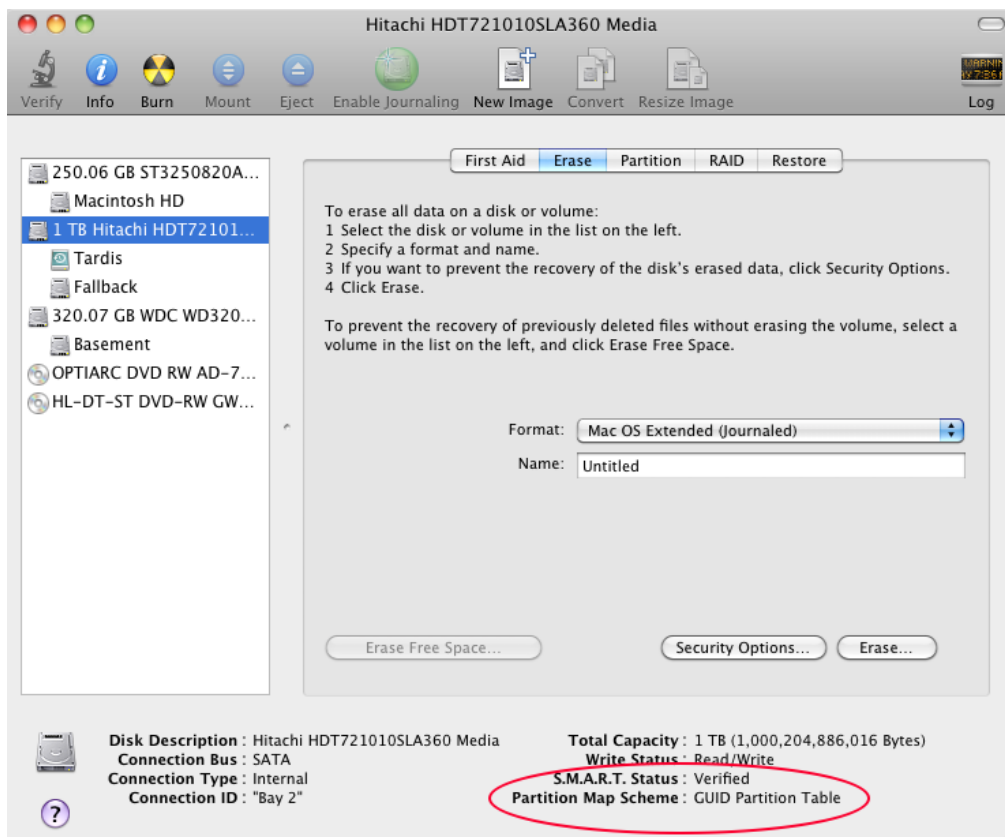 Hitachi HDT721010SLA360 Media
Verify Info Burn Mount Eject Enable Journaling New Image Convert Resize Image Log
250.06 GB ST3250820A...
Macintosh HD
1 TB Hitachi HDT72101...
Tardis
Fallback
320.07 GB WDC WD320...
Basement
OPTIARC DVD RW AD-7...
HL-DT-ST DVD-RW GW...
First Aid Erase Partition RAID Restore
To erase all data on a disk or volume:
1 Select the disk or volume in the list on the left.
2 Specify a format and name.
3 If you want to prevent the recovery of the disk's erased data, click Security Options.
4 Click Erase.
To prevent the recovery of previously deleted files without erasing the volume, select a
volume in the list on the left, and click Erase Free Space.
Format: Mac OS Extended (Journaled)
Name: Untitled
Erase Free Space... Security Options... Erase...
Disk Description : Hitachi HDT721010SLA360 Media
Connection Bus : SATA
Connection Type : Internal
Connection ID : "Bay 2"
Total Capacity : 1 TB (1,000,204,886,016 Bytes)
Write Status : Read/Write
S.M.A.R.T. Status : Verified
Partition Map Scheme : GUID Partition Table
?